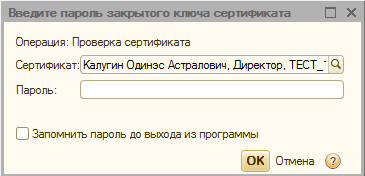 Введите пароль закрытого ключа сертификата
Операция: Проверка сертификата
Сертификат: Калугин Одинэс Астралович, Директор, ТЕСТ_
Пароль:
Запомнить пароль до выхода из программы
OK Отмена ?